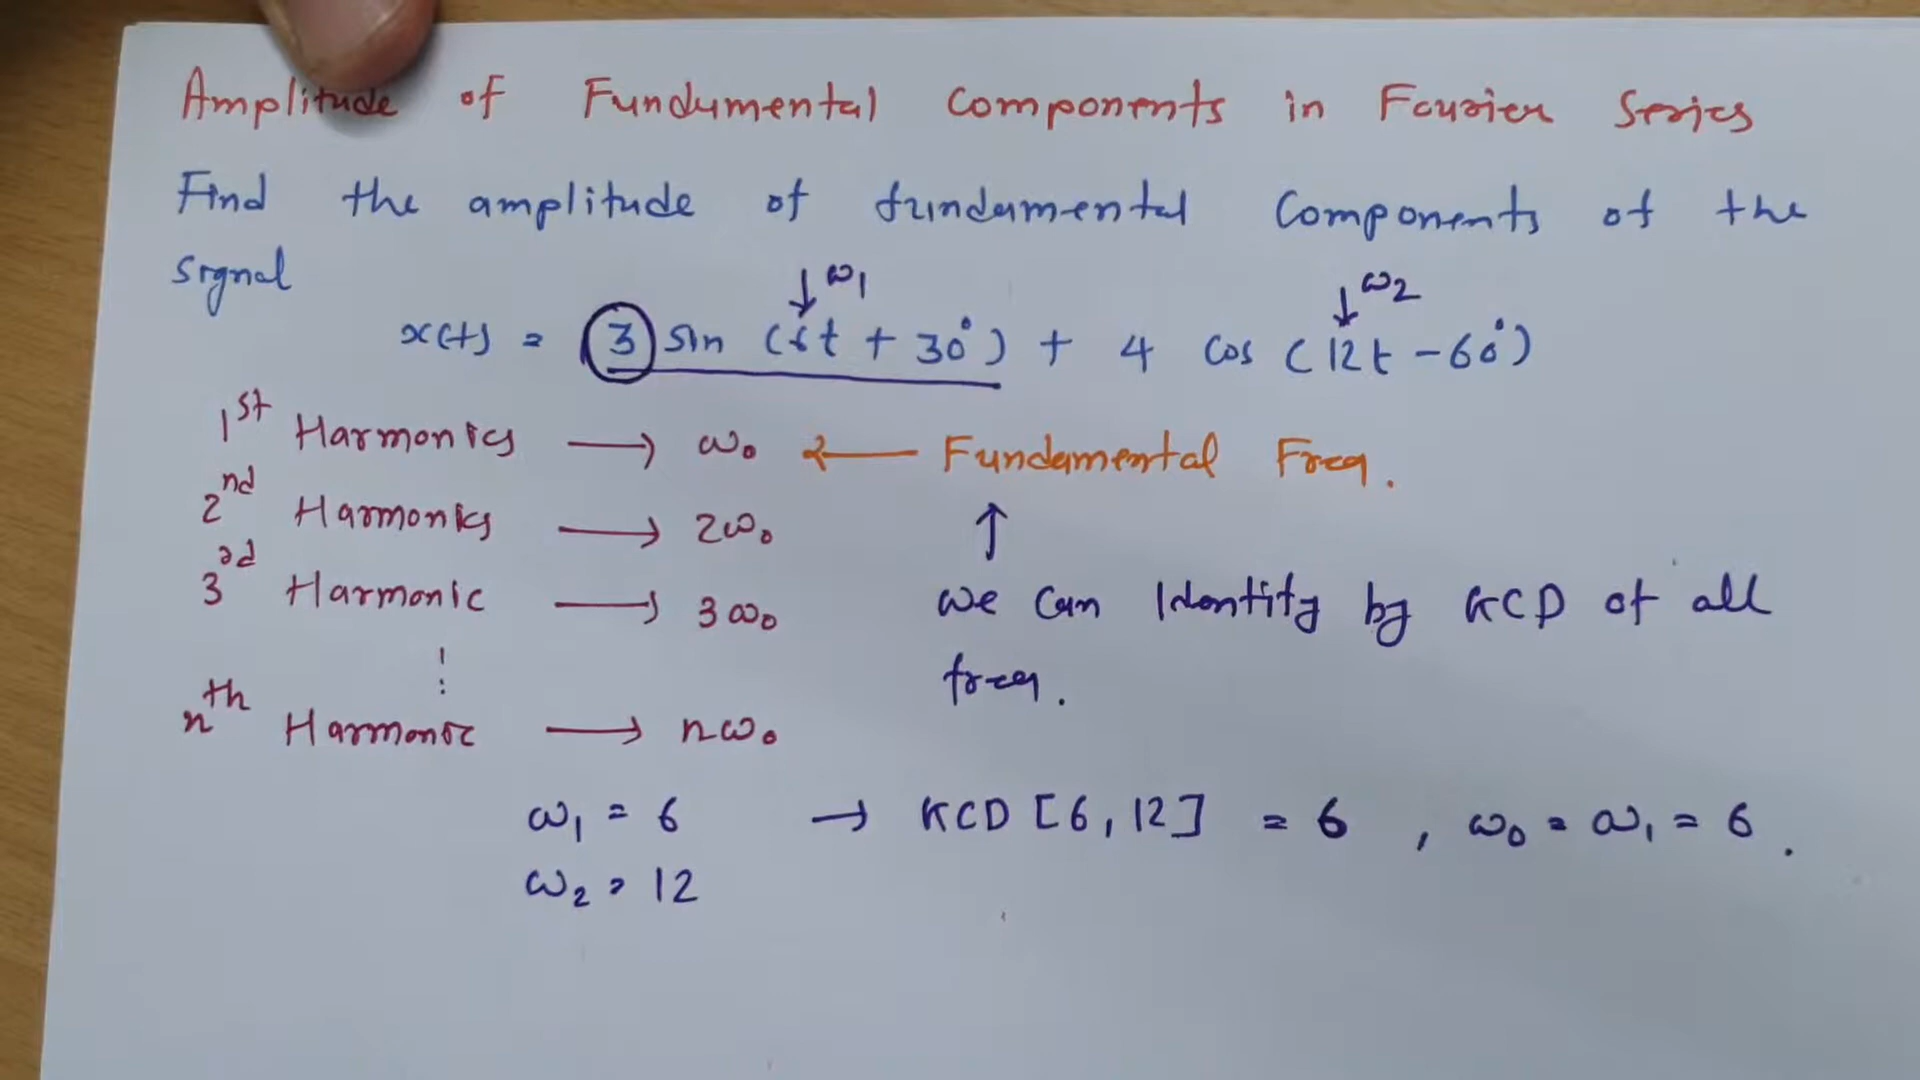 Amplitude of Fundumental Components in Fourier Series
Find the amplitude of fundamental Components of the
signal
↓ω1 ↓ω2
x(t) = 3 sin (6t + 30°) + 4 cos (12t - 60°)
1st Harmonics → ω0 ← Fundamental Freq.
2nd Harmonics → 2ω0 ↑
3rd Harmonic → 3ω0 we can Identify by GCD of all
freq.
nth Harmonic → nω0
ω1 = 6 → GCD [6, 12] = 6 , ω0 = ω1 = 6 .
ω2 = 12